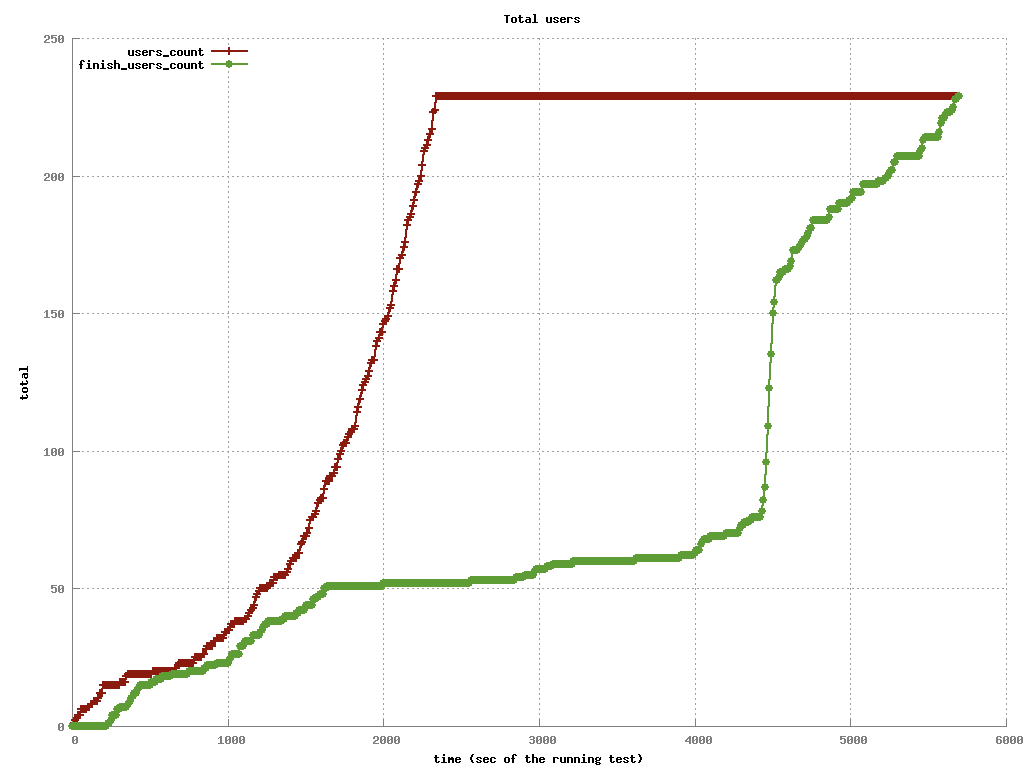 Total users
250
200
150
100
50
0
users_count
finish_users_count
total
0 1000 2000 3000 4000 5000 6000
time (sec of the running test)